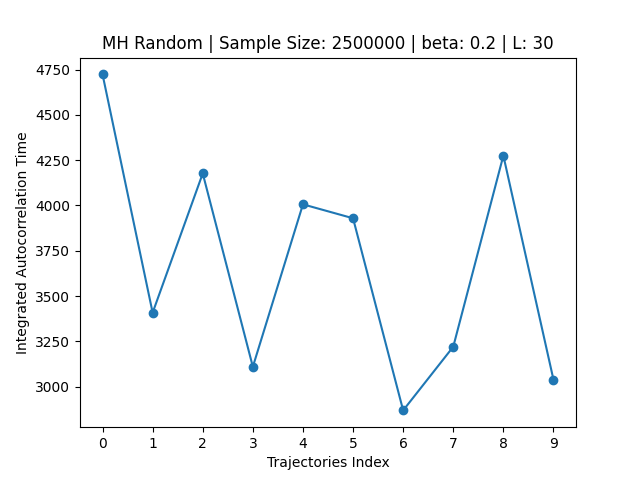 MH Random | Sample Size: 2500000 | beta: 0.2 | L: 30
Integrated Autocorrelation Time
4750
4500
4250
4000
3750
3500
3250
3000
0 1 2 3 4 5 6 7 8 9
Trajectories Index